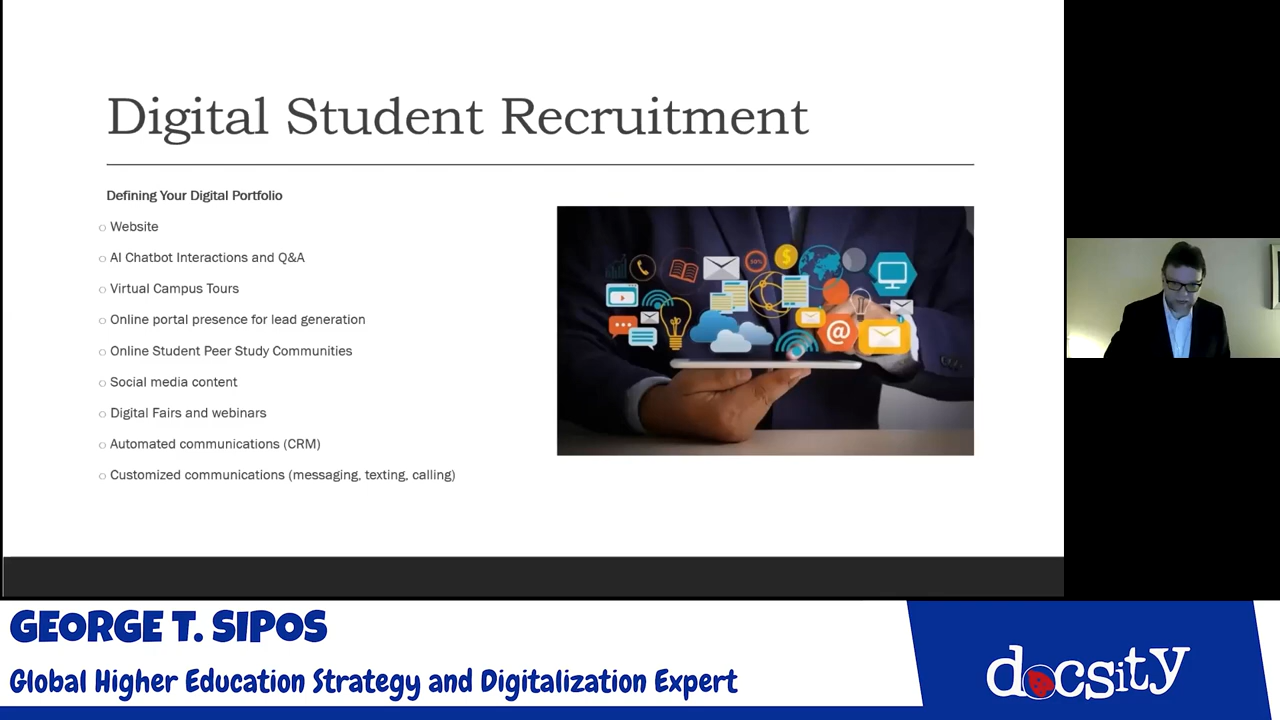 Digital Student Recruitment
Defining Your Digital Portfolio
Website
AI Chatbot Interactions and Q&A
Virtual Campus Tours
Online portal presence for lead generation
Online Student Peer Study Communities
Social media content
Digital Fairs and webinars
Automated communications (CRM)
Customized communications (messaging, texting, calling)
50%
$
@
GEORGE T. SIPOS
Global Higher Education Strategy and Digitalization Expert
docsity